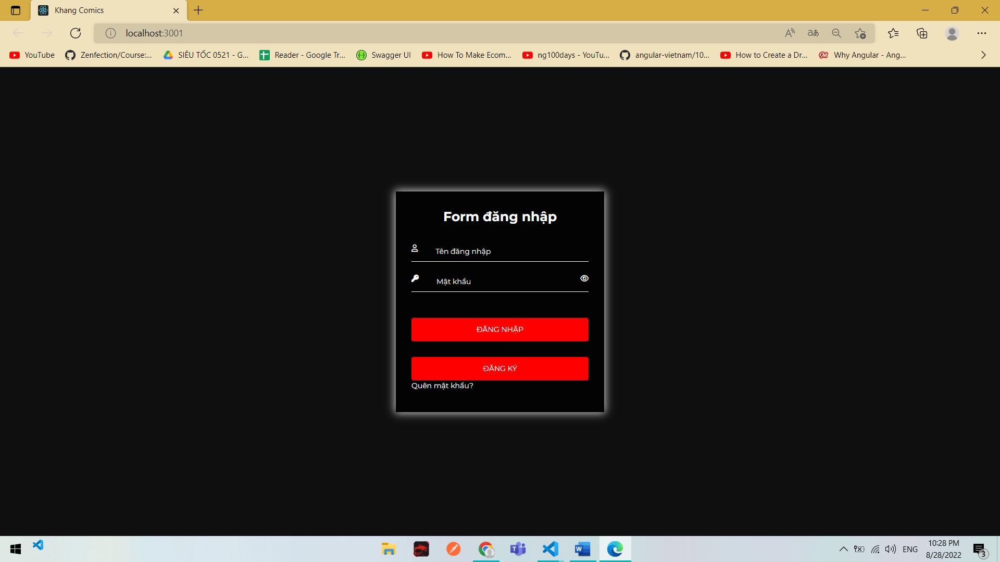 Khang Comics
localhost:3001
YouTube
Zenfection/Course:...
SIÊU TỐC 0521 - G...
Reader - Google Tr...
Swagger UI
How To Make Ecom...
ng100days - YouTu...
angular-vietnam/10...
How to Create a Dr...
Why Angular - Ang...
Form đăng nhập
Tên đăng nhập
Mật khẩu
ĐĂNG NHẬP
ĐĂNG KÝ
Quên mật khẩu?
ENG
10:28 PM
8/28/2022
3